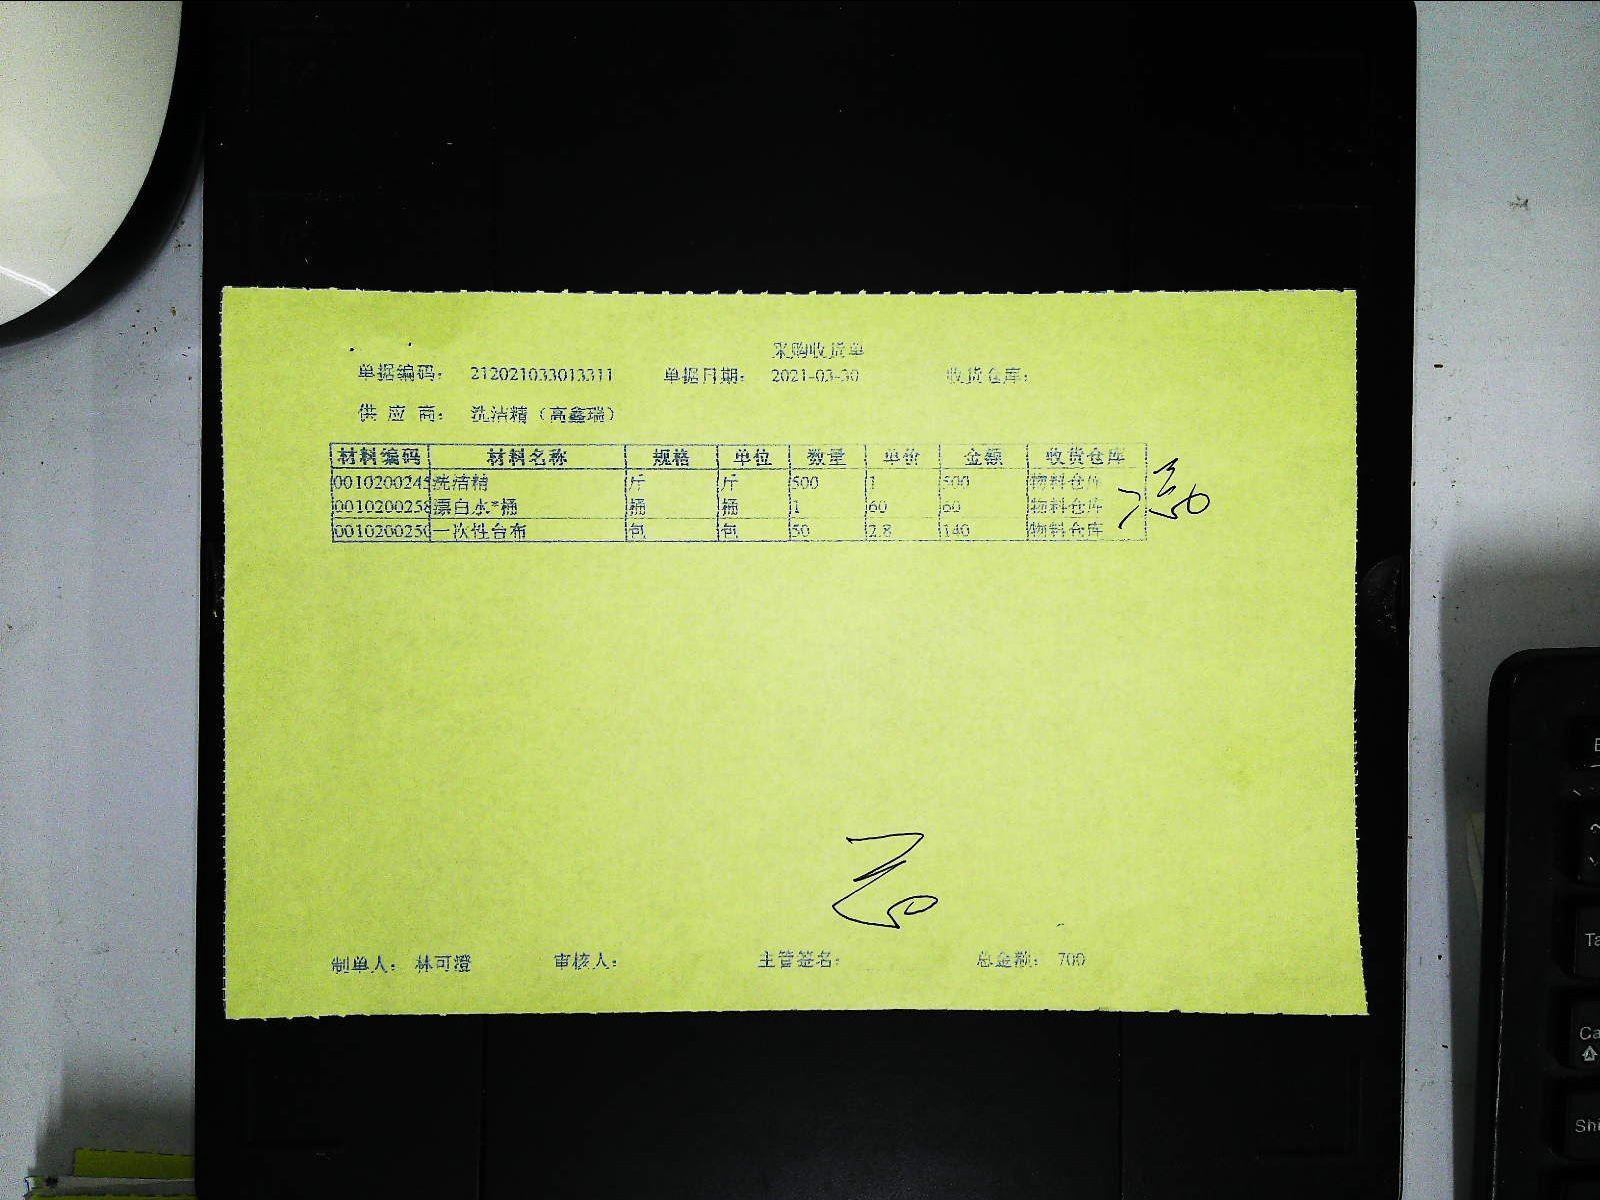 采购收货单
单据编码： 212021033013311 单据日期： 2021-03-30 收货仓库：
供 应 商： 洗洁精（高鑫瑞）
材料编码 材料名称 规格 单位 数量 单价 金额 收货仓库
0010200245 洗洁精 斤 斤 500 1 500 物料仓库
0010200258 漂白水*桶 桶 桶 1 60 60 物料仓库
0010200250 一次性台布 包 包 50 2.8 140 物料仓库
制单人： 林可澄 审核人： 主管签名： 总金额： 700